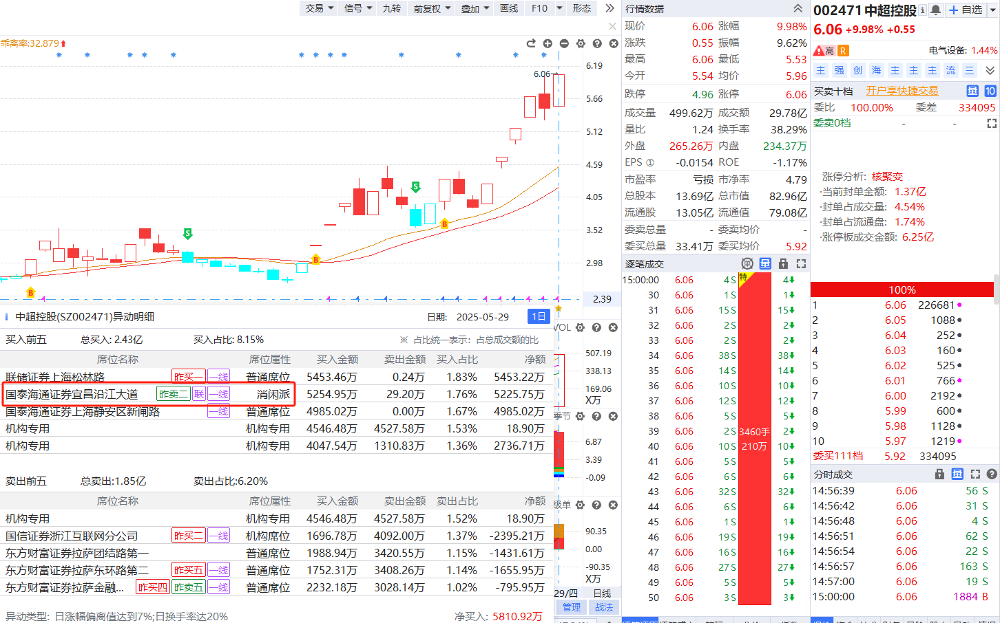 交易 信号 九转 前复权 叠加 画线 F10 形态
乖离率:32.879
6.06
6.19
5.66
5.12
4.59
4.05
3.52
2.98
2.39
S
S
B
B
B
中超控股(SZ002471)异动明细 日期: 2025-05-29 1日
买入前五 总买入: 2.43亿 买入占比: 8.15% ※ 占比统一表示: 占总成交额的比
席位名称 席位属性 买入金额 卖出金额 买入占比 净额
联储证券上海松林路 昨买一 一线 普通席位 5453.46万 0.24万 1.83% 5453.22万
国泰海通证券宜昌沿江大道 昨卖二 联 一线 消闲派 5254.95万 29.20万 1.76% 5225.75万
国泰海通证券上海静安区新闸路 一线 普通席位 4985.02万 0.00万 1.67% 4985.02万
机构专用 机构专用 4546.48万 4527.58万 1.53% 18.90万
机构专用 机构专用 4047.54万 1310.83万 1.36% 2736.71万
卖出前五 总卖出:1.85亿 卖出占比:6.20%
席位名称 席位属性 买入金额 卖出金额 卖出占比 净额
机构专用 机构专用 4546.48万 4527.58万 1.52% 18.90万
国信证券浙江互联网分公司 昨买二 一线 机构席位 1696.78万 4092.00万 1.37% -2395.21万
东方财富证券拉萨团结路第一 普通席位 1988.94万 3420.55万 1.15% -1431.61万
东方财富证券拉萨东环路第二 昨买五 一线 普通席位 1752.31万 3408.26万 1.14% -1655.95万
东方财富证券拉萨金融... 昨买四 昨卖五 一线 普通席位 2232.18万 3028.14万 1.02% -795.95万
异动类型: 日涨幅偏离值达到7%;日换手率达20% 净买入: 5810.92万
VOL
507.19
338.13
169.06
X万
季节
6.87
3.39
-0.09
级单
90.35
0.00
-90.35
X万
29/四 日线
管理 战法
行情数据
现价 6.06 涨幅 9.98%
涨跌 0.55 振幅 9.62%
最高 6.06 最低 5.53
今开 5.54 均价 5.96
跌停 4.96 涨停 6.06
成交量 499.62万 成交额 29.78亿
量比 1.24 换手率 38.29%
外盘 265.26万 内盘 234.37万
EPS ① -0.0154 ROE -1.17%
市盈率 亏损 市净率 4.79
总股本 13.69亿 总市值 82.96亿
流通股 13.05亿 流通值 79.08亿
委卖总量 - 委卖均价 -
委买总量 33.41万 委买均价 5.92
逐笔成交 单 量
15:00:00 6.06 4 S 特 4
30 6.06 1 S 1
31 6.06 15 S 15
32 6.06 2 S 2
33 6.06 2 S 2
34 6.06 38 S 38
35 6.06 14 S 14
36 6.06 10 S 10
37 6.06 12 S 12
38 6.06 5 S 5
39 6.06 2 S 3460手 2
40 6.06 10 S 210万 10
41 6.06 5 S 5
42 6.06 6 S 6
43 6.06 32 S 32
44 6.06 6 S 6
45 6.06 1 S 1
46 6.06 19 S 19
47 6.06 16 S 16
48 6.06 27 S 27
49 6.06 5 S 5
50 6.06 3 S 3
002471 中超控股 自选
6.06 +9.98% +0.55
高 R 电气设备: 1.44%
主 强 创 海 主 主 主 流 三
买卖十档 开户享快捷交易 量 10
委比 100.00% 委差 334095
委卖0档 - -
涨停分析: 核聚变
·当前封单金额: 1.37亿
·封单占成交量: 4.54%
·封单占流通盘: 1.74%
·涨停板成交金额: 6.25亿
100%
1 6.06 226681
2 6.05 1088
3 6.04 252
4 6.03 160
5 6.02 525
6 6.01 766
7 6.00 2192
8 5.99 600
9 5.98 1128
10 5.97 1219
委买111档 5.92 334095
分时成交 量
14:56:39 6.06 56 S
14:56:42 6.06 31 S
14:56:48 6.06 4 S
14:56:51 6.06 62 S
14:56:54 6.06 22 S
14:56:57 6.06 163 S
14:57:00 6.06 19 S
15:00:00 6.06 1884 B